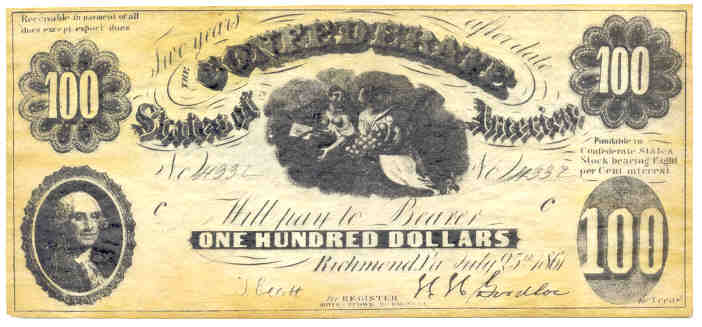 Receivable in payment of all
dues except export dues
Two years after date
THE CONFEDERATE
100
100
States of America
Fundable in
Confederate States
Stock bearing Eight
per Cent interest
No
No
C
C
Will pay to Bearer
ONE HUNDRED DOLLARS
100
Richmond, Va July 25th 1861
for REGISTER
for Treasr